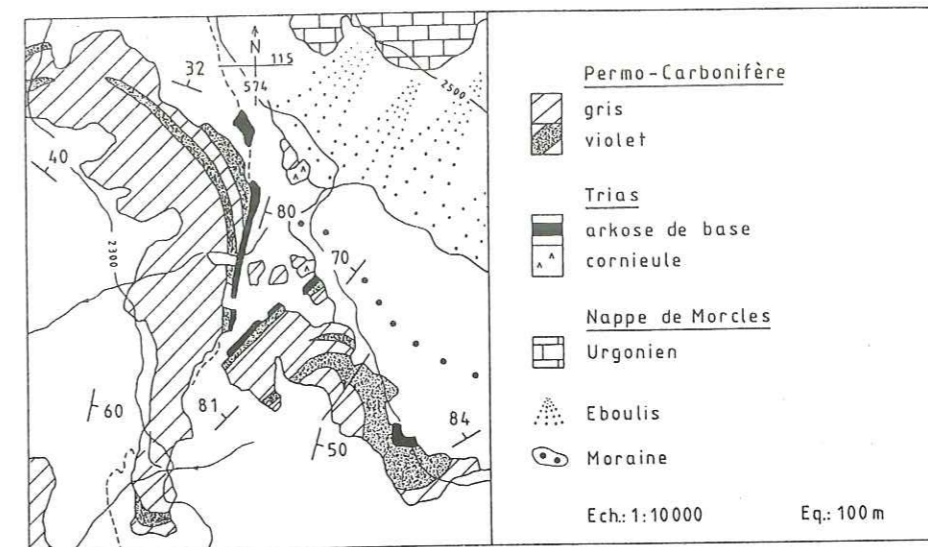 N
115
574
32
2500
40
80
2300
70
60
81
50
84
Permo-Carbonifère
gris
violet
Trias
arkose de base
cornieule
Nappe de Morcles
Urgonien
Eboulis
Moraine
Ech.: 1:10000 Eq.: 100 m